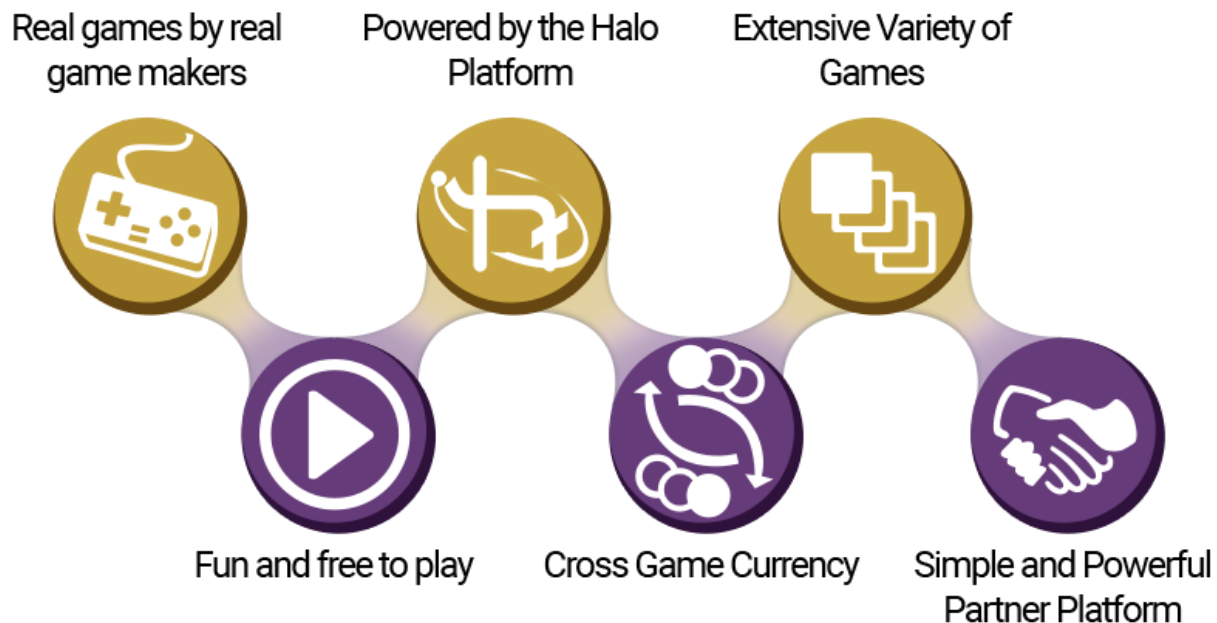 Real games by real
game makers
Powered by the Halo
Platform
Extensive Variety of
Games
Fun and free to play
Cross Game Currency
Simple and Powerful
Partner Platform